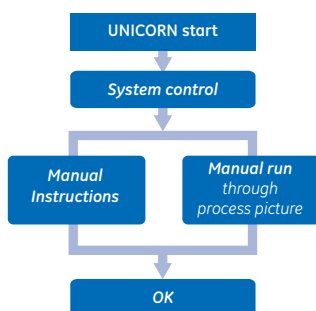 UNICORN start
System control
Manual
Instructions
Manual run
through
process picture
OK